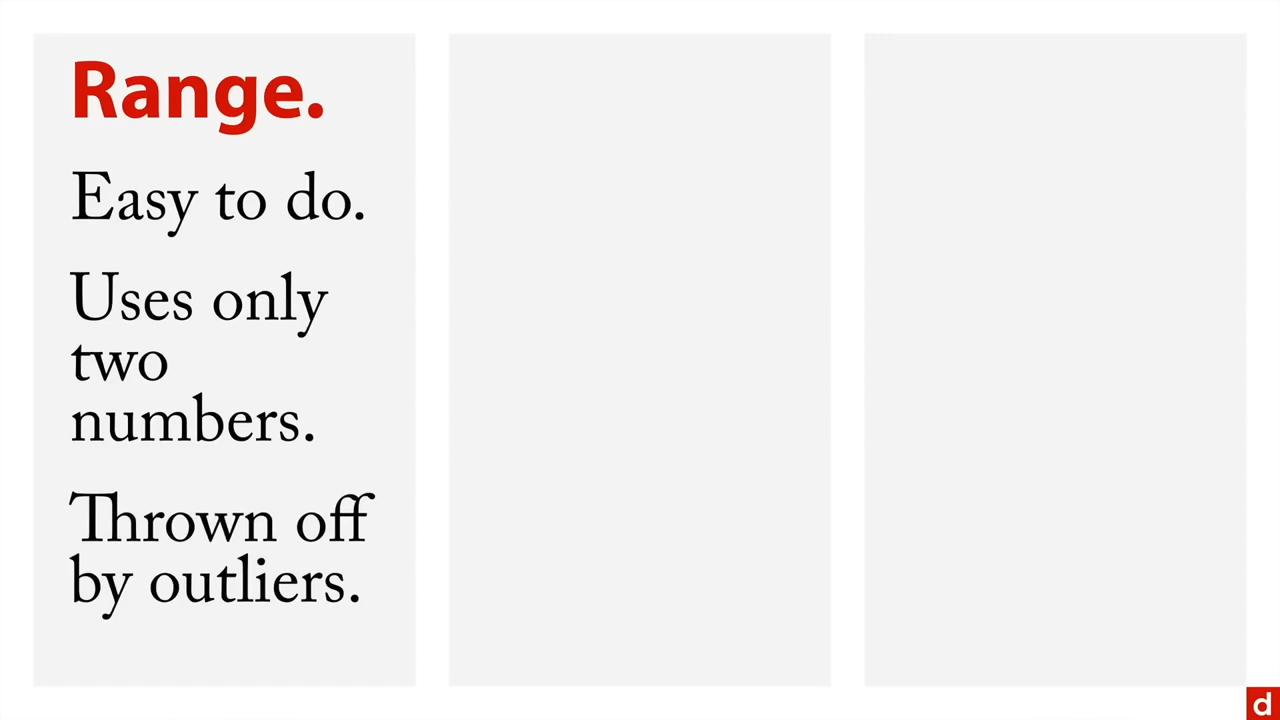 Range.
Easy to do.
Uses only
two
numbers.
Thrown off
by outliers.
d